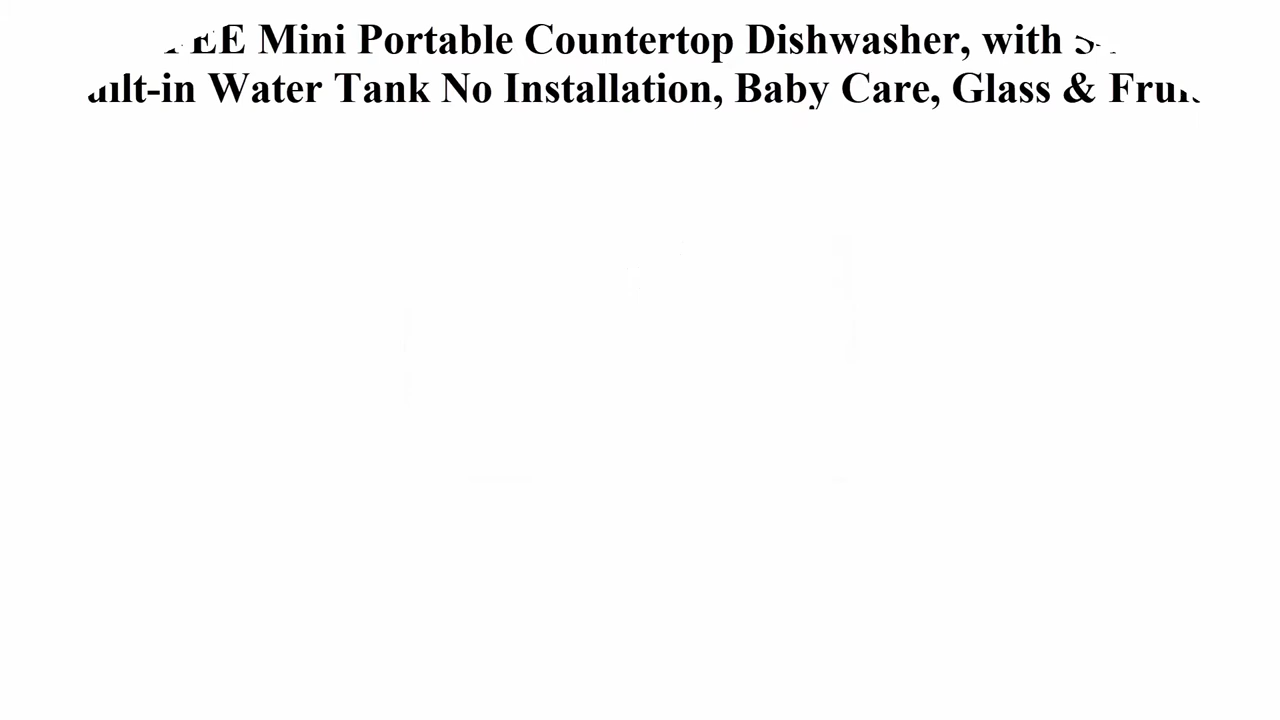 Mini Portable Countertop Dishwasher, with
Water Tank No Installation, Baby Care, Glass &